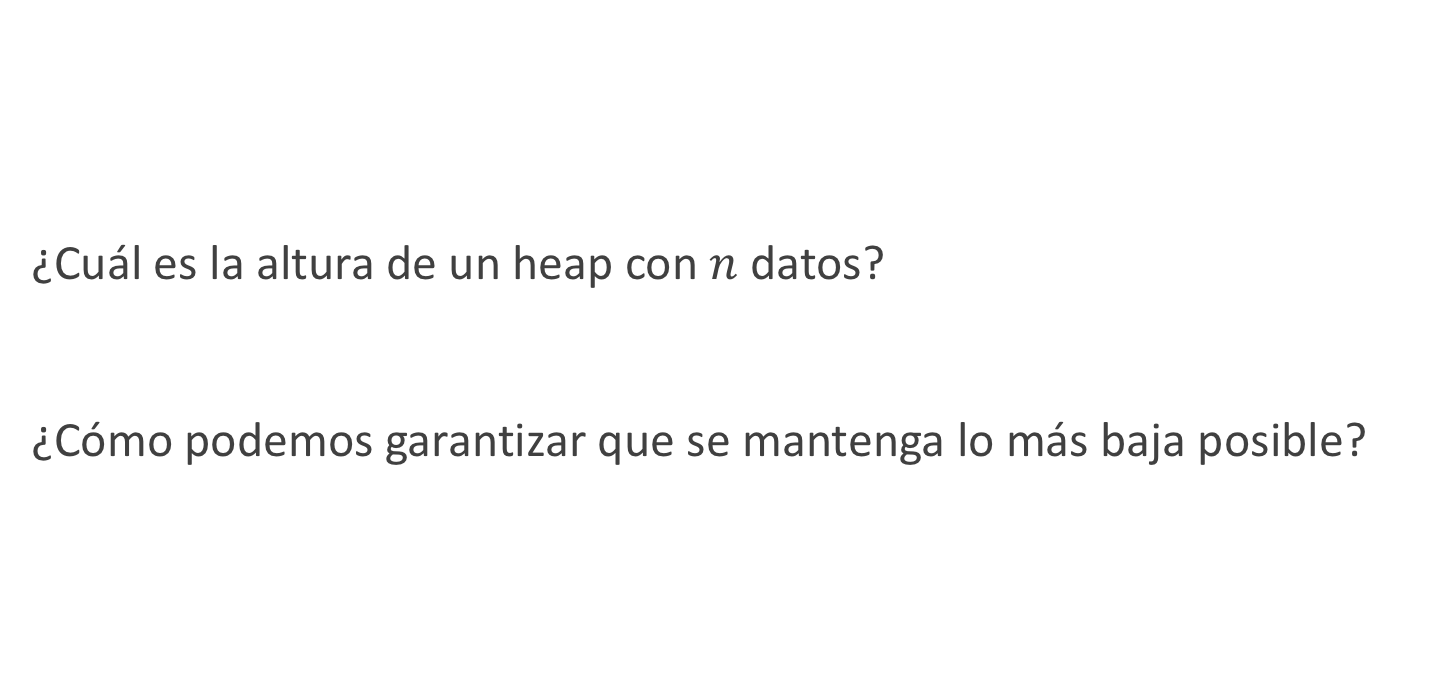 ¿Cuál es la altura de un heap con n datos?
¿Cómo podemos garantizar que se mantenga lo más baja posible?